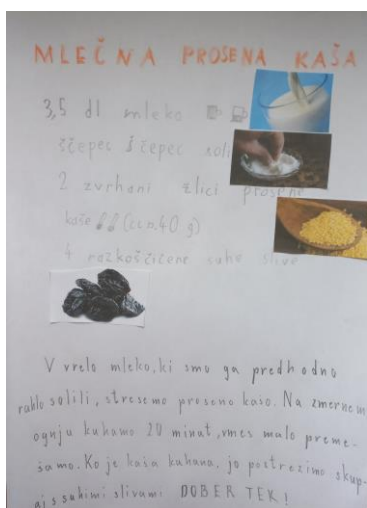 MLEČNA PROSENA KAŠA
3,5 dl mleko
ščepec ščepec soli
2 zvrhani žlici prosene
kaše (cca. 40 g)
4 razkoščičene suhe slive
V vrelo mleko, ki smo ga predhodno
rahlo solili, stresemo proseno kašo. Na zmernem
ognju kuhamo 20 minut, vmes malo preme-
šamo. Ko je kaša kuhana, jo postrezimo skup-
aj s suhimi slivami DOBER TEK!